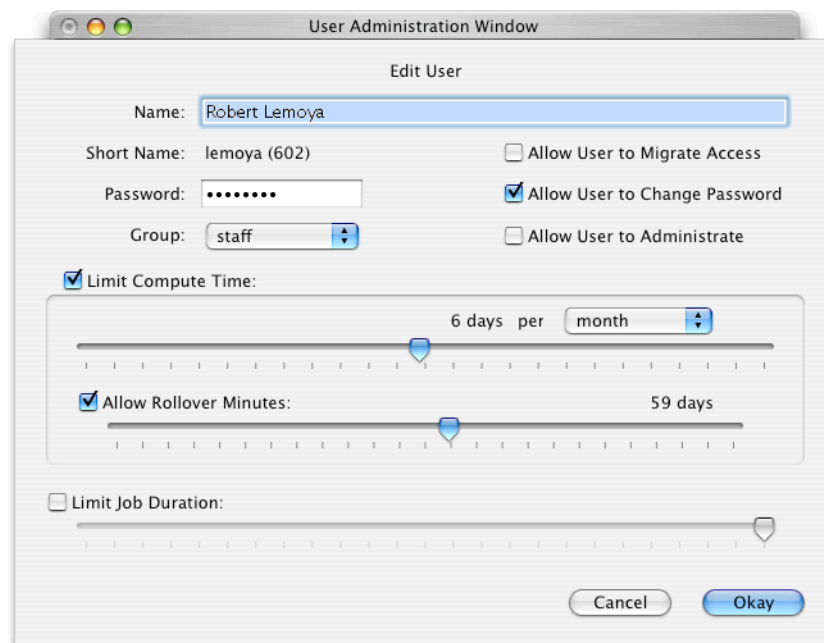 User Administration Window
Edit User
Name: Robert Lemoya
Short Name: lemoya (602)
Allow User to Migrate Access
Password: ••••••••
Allow User to Change Password
Group: staff
Allow User to Administrate
Limit Compute Time:
6 days per month
Allow Rollover Minutes: 59 days
Limit Job Duration:
Cancel Okay